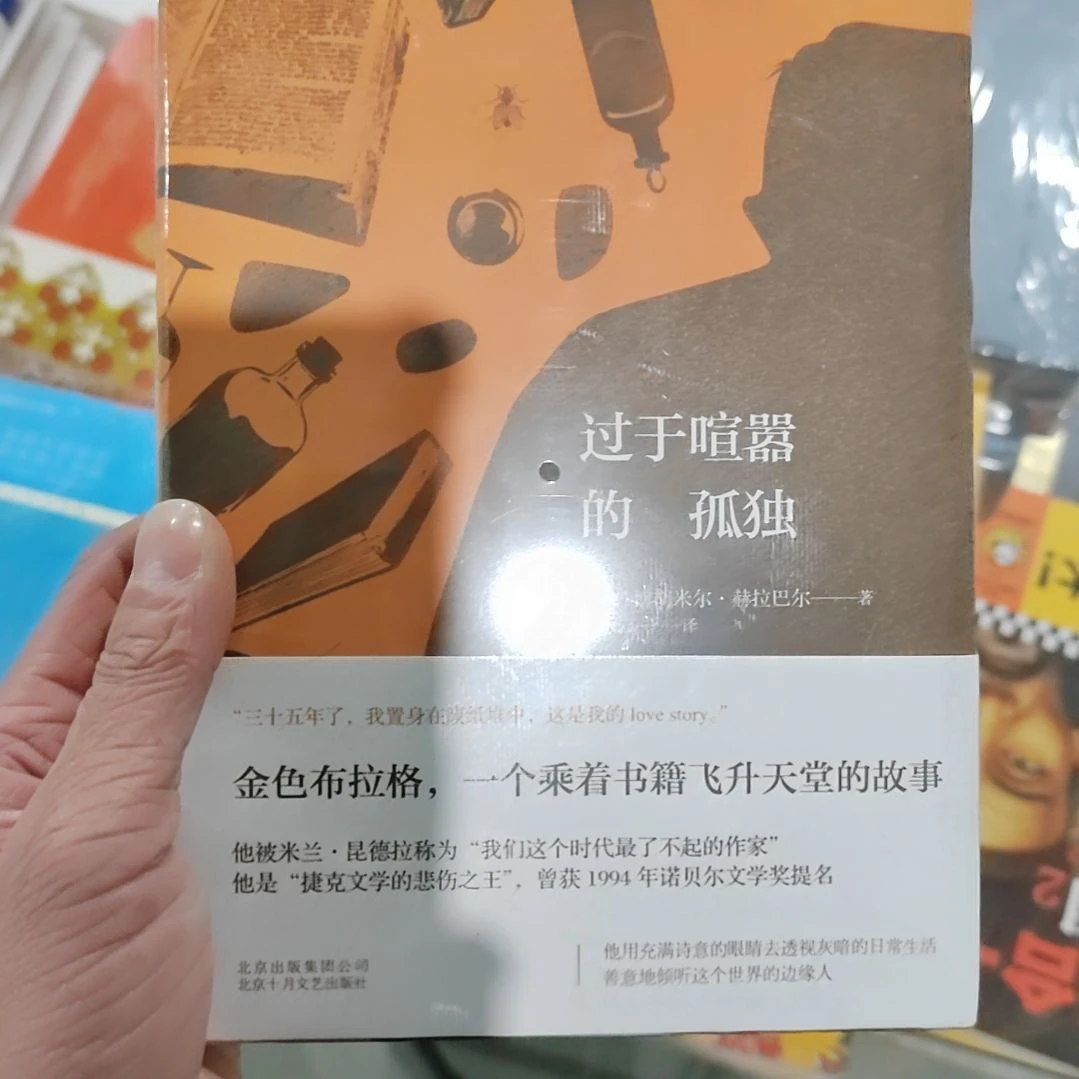 过于喧嚣
的 孤独
米尔·赫拉巴尔——著
译
“三十五年了，我置身在废纸堆中，这是我的 love story。”
金色布拉格，一个乘着书籍飞升天堂的故事
他被米兰·昆德拉称为“我们这个时代最了不起的作家”
他是“捷克文学的悲伤之王”，曾获 1994 年诺贝尔文学奖提名
他用充满诗意的眼睛去透视灰暗的日常生活
善意地倾听这个世界的边缘人
北京出版集团公司
北京十月文艺出版社